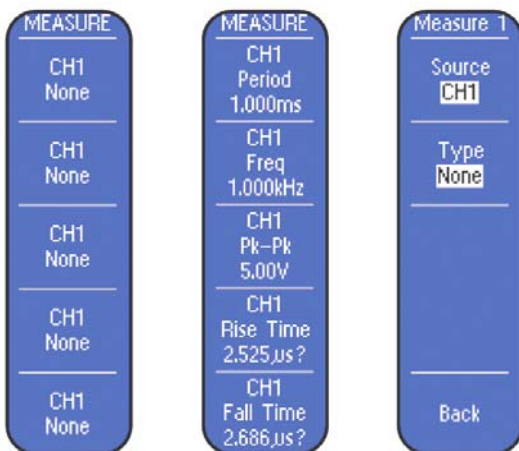 MEASURE
CH1
None
CH1
None
CH1
None
CH1
None
CH1
None
MEASURE
CH1
Period
1.000ms
CH1
Freq
1.000kHz
CH1
Pk-Pk
5.00V
CH1
Rise Time
2.525µs?
CH1
Fall Time
2.686µs?
Measure 1
Source
CH1
Type
None
Back